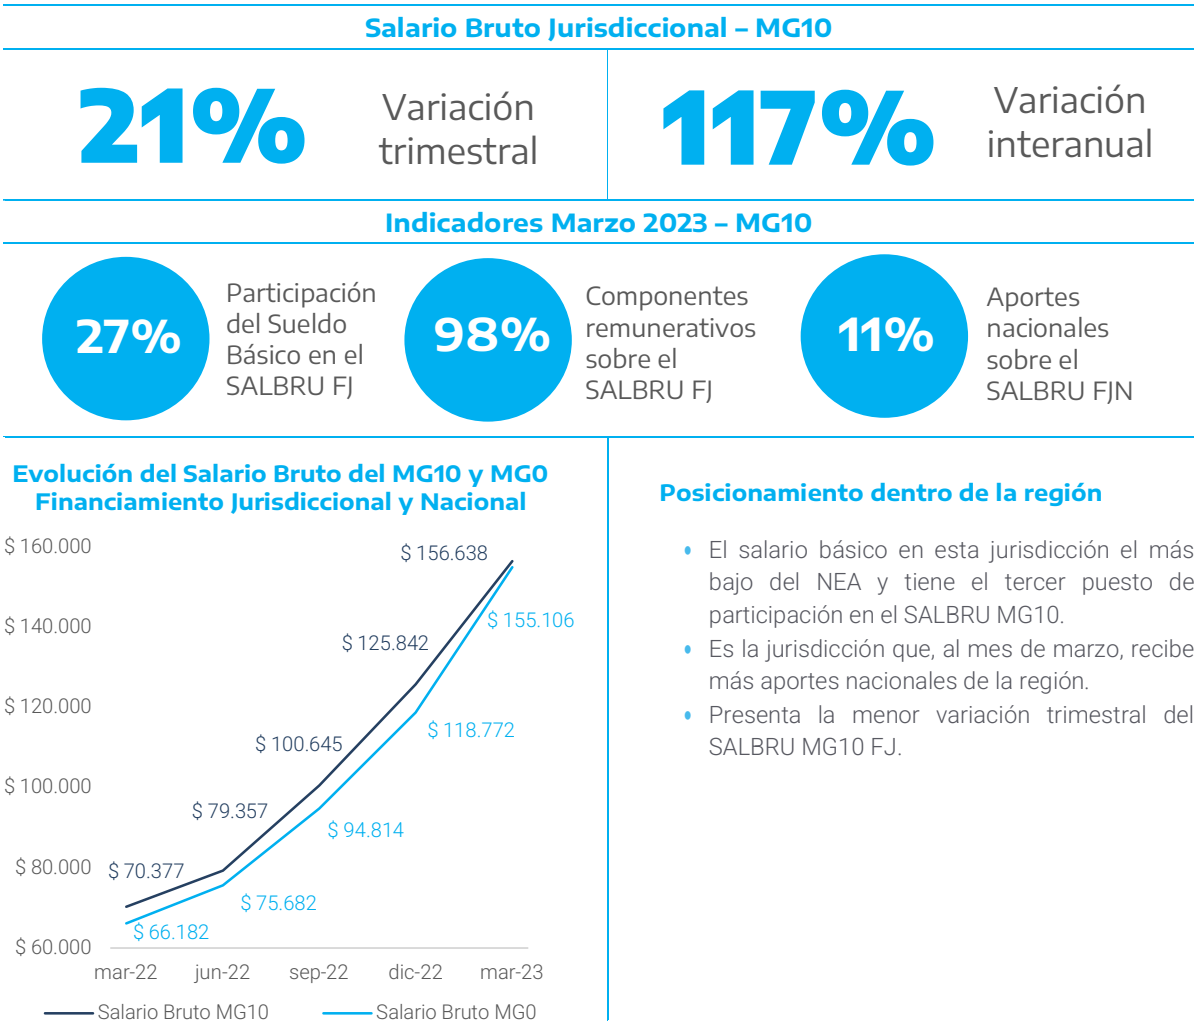 Salario Bruto Jurisdiccional – MG10
21%
Variación
trimestral
117%
Variación
interanual
Indicadores Marzo 2023 – MG10
27%
Participación
del Sueldo
Básico en el
SALBRU FJ
98%
Componentes
remunerativos
sobre el
SALBRU FJ
11%
Aportes
nacionales
sobre el
SALBRU FJN
Evolución del Salario Bruto del MG10 y MG0
Financiamiento Jurisdiccional y Nacional
$ 160.000
$ 140.000
$ 120.000
$ 100.000
$ 80.000
$ 60.000
$ 156.638
$ 155.106
$ 125.842
$ 118.772
$ 100.645
$ 94.814
$ 79.357
$ 75.682
$ 70.377
$ 66.182
mar-22
jun-22
sep-22
dic-22
mar-23
Salario Bruto MG10
Salario Bruto MG0
Posicionamiento dentro de la región
• El salario básico en esta jurisdicción el más
bajo del NEA y tiene el tercer puesto de
participación en el SALBRU MG10.
• Es la jurisdicción que, al mes de marzo, recibe
más aportes nacionales de la región.
• Presenta la menor variación trimestral del
SALBRU MG10 FJ.